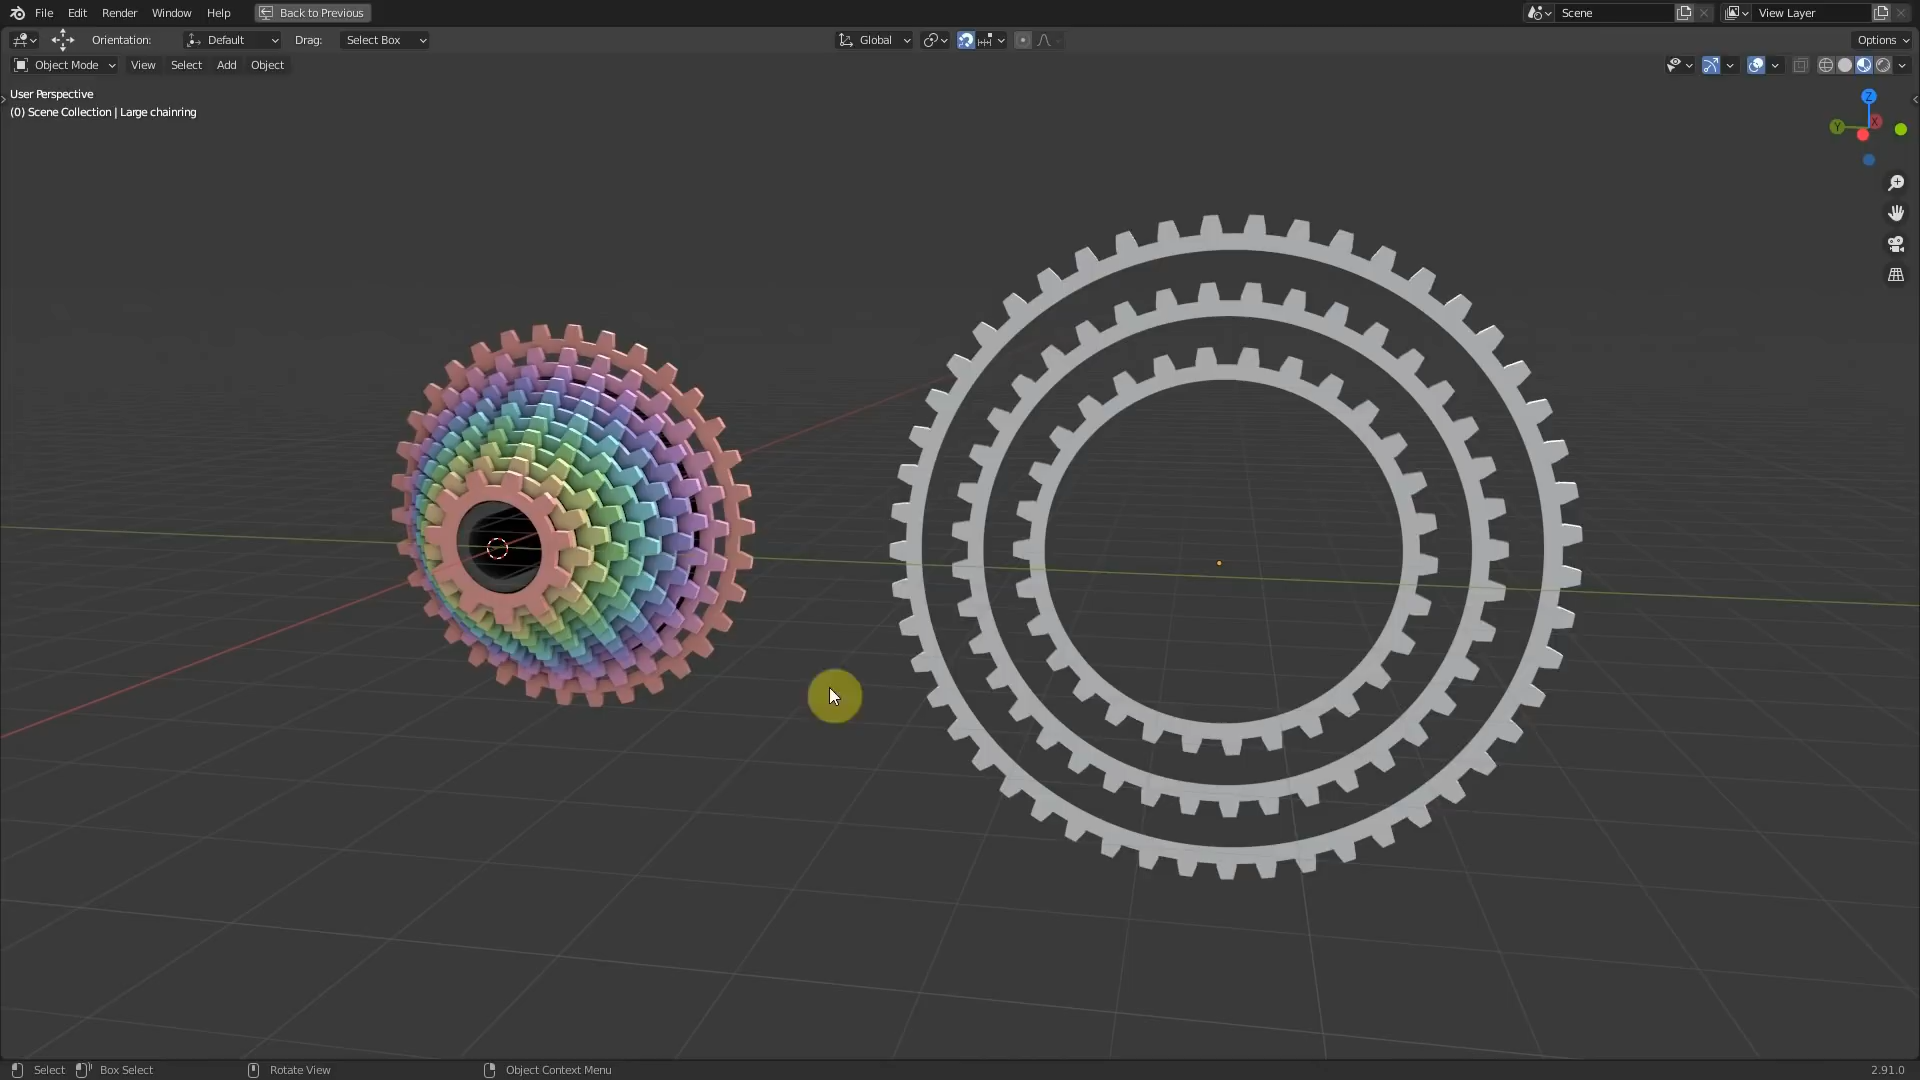 File Edit Render Window Help Back to Previous Scene View Layer
Orientation: Default Drag: Select Box Global Options
Object Mode View Select Add Object
User Perspective
(0) Scene Collection | Large chainring
Z
Y X
Select Box Select Rotate View Object Context Menu 2.91.0